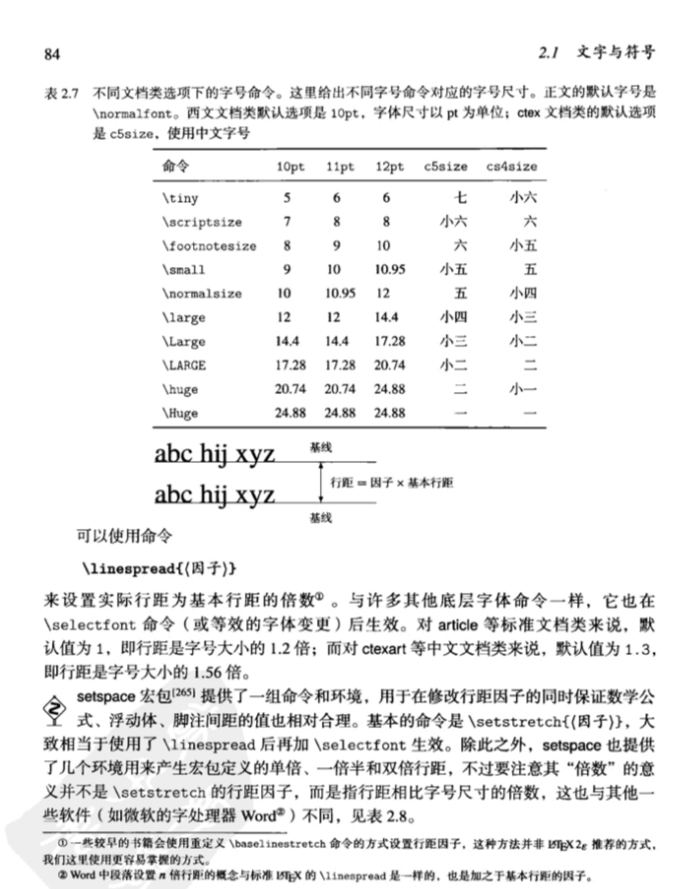 84
2.1 文字与符号
表 2.7 不同文档类选项下的字号命令。这里给出不同字号命令对应的字号尺寸。正文的默认字号是
\normalfont。西文文档类默认选项是 10pt，字体尺寸以 pt 为单位；ctex 文档类的默认选项
是 c5size，使用中文字号
命令 10pt 11pt 12pt c5size cs4size
\tiny 5 6 6 七 小六
\scriptsize 7 8 8 小六 六
\footnotesize 8 9 10 六 小五
\small 9 10 10.95 小五 五
\normalsize 10 10.95 12 五 小四
\large 12 12 14.4 小四 小三
\Large 14.4 14.4 17.28 小三 小二
\LARGE 17.28 17.28 20.74 小二 二
\huge 20.74 20.74 24.88 二 小一
\Huge 24.88 24.88 24.88 一 一
abc hij xyz 基线
行距 = 因子 × 基本行距
abc hij xyz
基线
可以使用命令
\linespread{⟨因子⟩}
来设置实际行距为基本行距的倍数①。与许多其他底层字体命令一样，它也在
\selectfont 命令（或等效的字体变更）后生效。对 article 等标准文档类来说，默
认值为 1，即行距是字号大小的 1.2 倍；而对 ctexart 等中文文档类来说，默认值为 1.3，
即行距是字号大小的 1.56 倍。
setspace 宏包[265] 提供了一组命令和环境，用于在修改行距因子的同时保证数学公
式、浮动体、脚注间距的值也相对合理。基本的命令是 \setstretch{⟨因子⟩}，大
致相当于使用了 \linespread 后再加 \selectfont 生效。除此之外，setspace 也提供
了几个环境用来产生宏包定义的单倍、一倍半和双倍行距，不过要注意其“倍数”的意
义并不是 \setstretch 的行距因子，而是指行距相比字号尺寸的倍数，这也与其他一
些软件（如微软的字处理器 Word②）不同，见表 2.8。
① 一些较早的书籍会使用重定义 \baselinestretch 命令的方式设置行距因子，这种方法并非 LATEX 2ε 推荐的方式，
我们这里使用更容易掌握的方式。
② Word 中段落设置 n 倍行距的概念与标准 LATEX 的 \linespread 是一样的，也是加之于基本行距的因子。